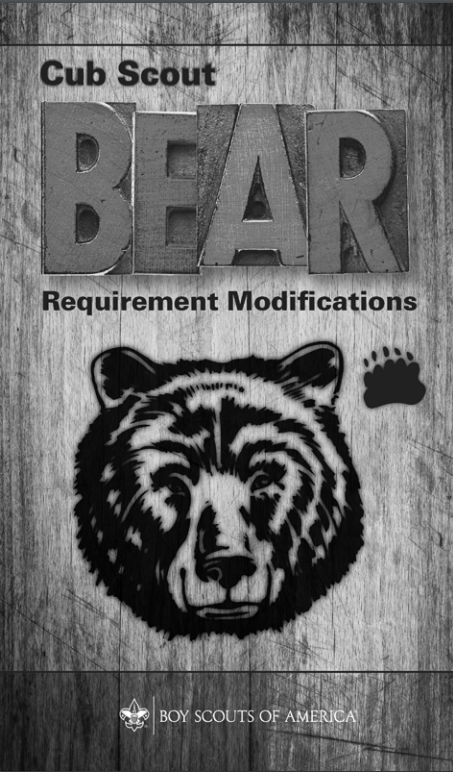 Cub Scout
BEAR
Requirement Modifications
BOY SCOUTS OF AMERICA